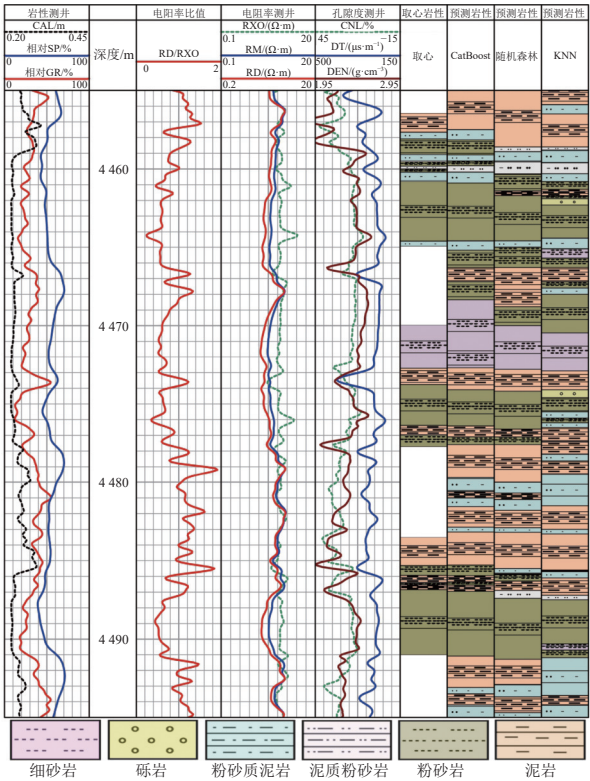 岩性测井 电阻率比值 电阻率测井 孔隙度测井 取心岩性 预测岩性 预测岩性 预测岩性
CAL/m
0.20 0.45
相对SP/%
0 100
相对GR/%
0 100
深度/m
RD/RXO
0 2
RXO/(Ω·m)
0.1 20
RM/(Ω·m)
0.1 20
RD/(Ω·m)
0.2 20
CNL/%
45 -15
DT/(μs·m⁻¹)
500 150
DEN/(g·cm⁻³)
1.95 2.95
取心
CatBoost
随机森林
KNN
4 460
4 470
4 480
4 490
细砂岩 砾岩 粉砂质泥岩 泥质粉砂岩 粉砂岩 泥岩